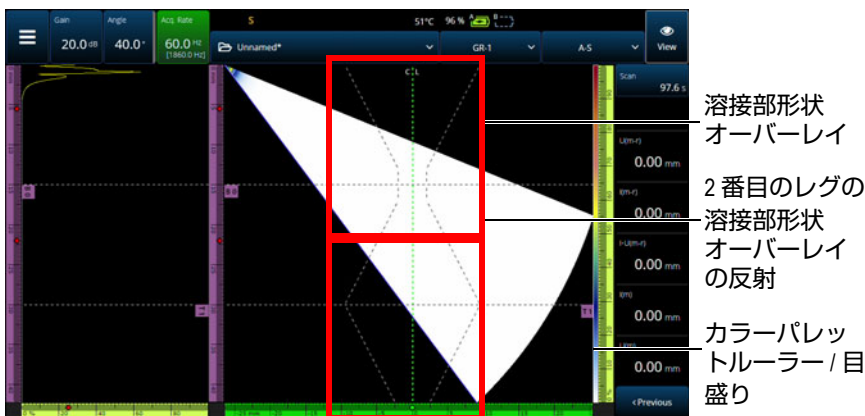 Gain
20.0 dB
Angle
40.0°
Acq. Rate
60.0 Hz
[1860.0 Hz]
S
51°C 96 % A B
Unnamed*
GR-1
A-S
View
Scan
97.6 s
U(m-r)
0.00 mm
I(m-r)
0.00 mm
I-U(m-r)
0.00 mm
I(m)
0.00 mm
0.00 mm
<Previous
C L
B0
B0
T1
T1
溶接部形状
オーバーレイ
2 番目のレグの
溶接部形状
オーバーレイ
の反射
カラーパレッ
トルーラー / 目
盛り